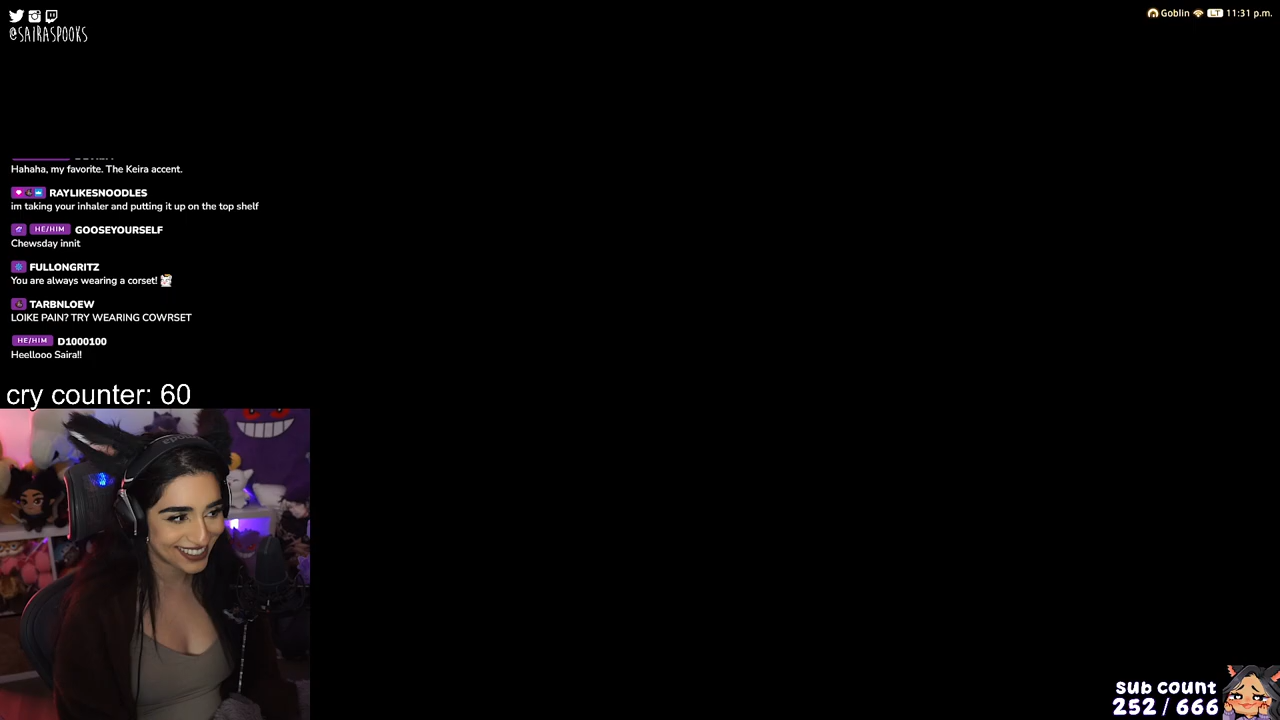 @SAIRASPOOKS
Goblin LT 11:31 p.m.
Hahaha, my favorite. The Keira accent.
RAYLIKESNOODLES
im taking your inhaler and putting it up on the top shelf
HE/HIM GOOSEYOURSELF
Chewsday innit
FULLONGRITZ
You are always wearing a corset!
TARBNLOEW
LOIKE PAIN? TRY WEARING COWRSET
HE/HIM D1000100
Heellooo Saira!!
cry counter: 60
epos
sub count
252 / 666